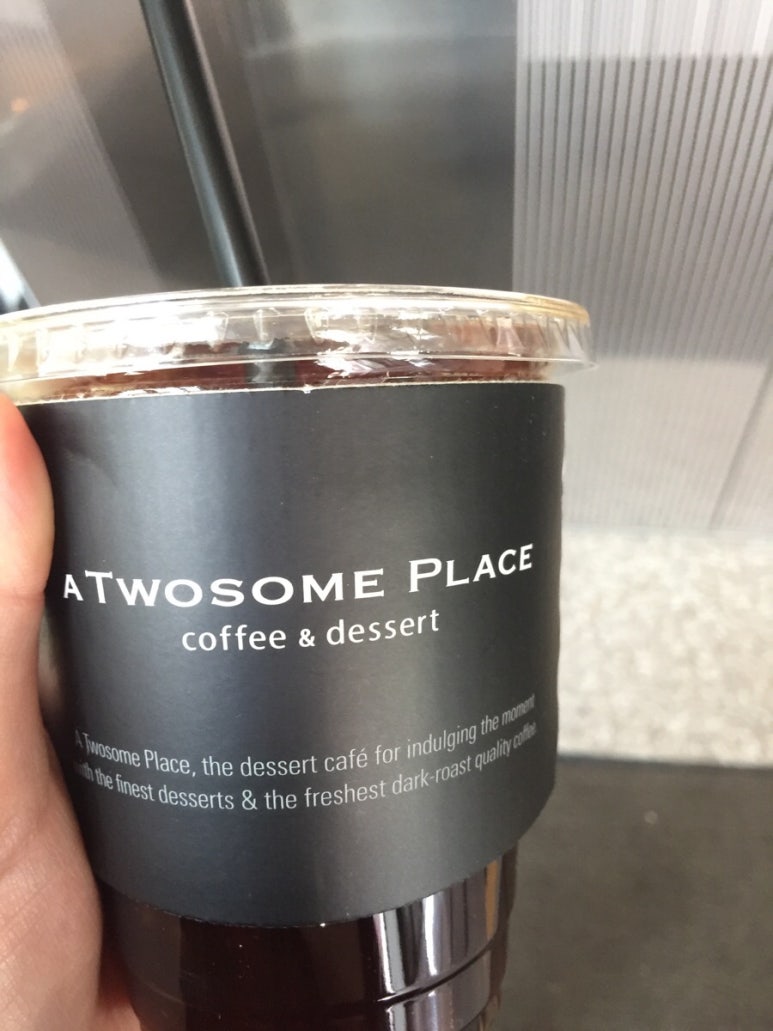 A TWOSOME PLACE
coffee & dessert
A Twosome Place, the dessert café for indulging the moment
with the finest desserts & the freshest dark-roast quality coffee.